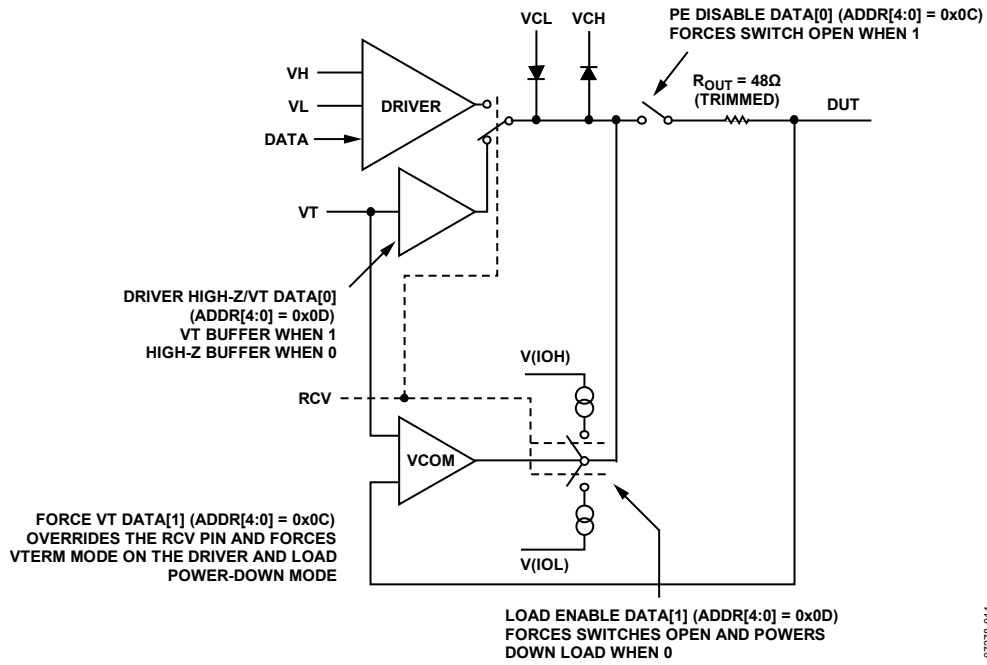 VCL
VCH
PE DISABLE DATA[0] (ADDR[4:0] = 0x0C)
FORCES SWITCH OPEN WHEN 1
VH
VL
DATA
DRIVER
ROUT = 48Ω
(TRIMMED)
DUT
VT
DRIVER HIGH-Z/VT DATA[0]
(ADDR[4:0] = 0x0D)
VT BUFFER WHEN 1
HIGH-Z BUFFER WHEN 0
V(IOH)
RCV
VCOM
FORCE VT DATA[1] (ADDR[4:0] = 0x0C)
OVERRIDES THE RCV PIN AND FORCES
VTERM MODE ON THE DRIVER AND LOAD
POWER-DOWN MODE
V(IOL)
LOAD ENABLE DATA[1] (ADDR[4:0] = 0x0D)
FORCES SWITCHES OPEN AND POWERS
DOWN LOAD WHEN 0